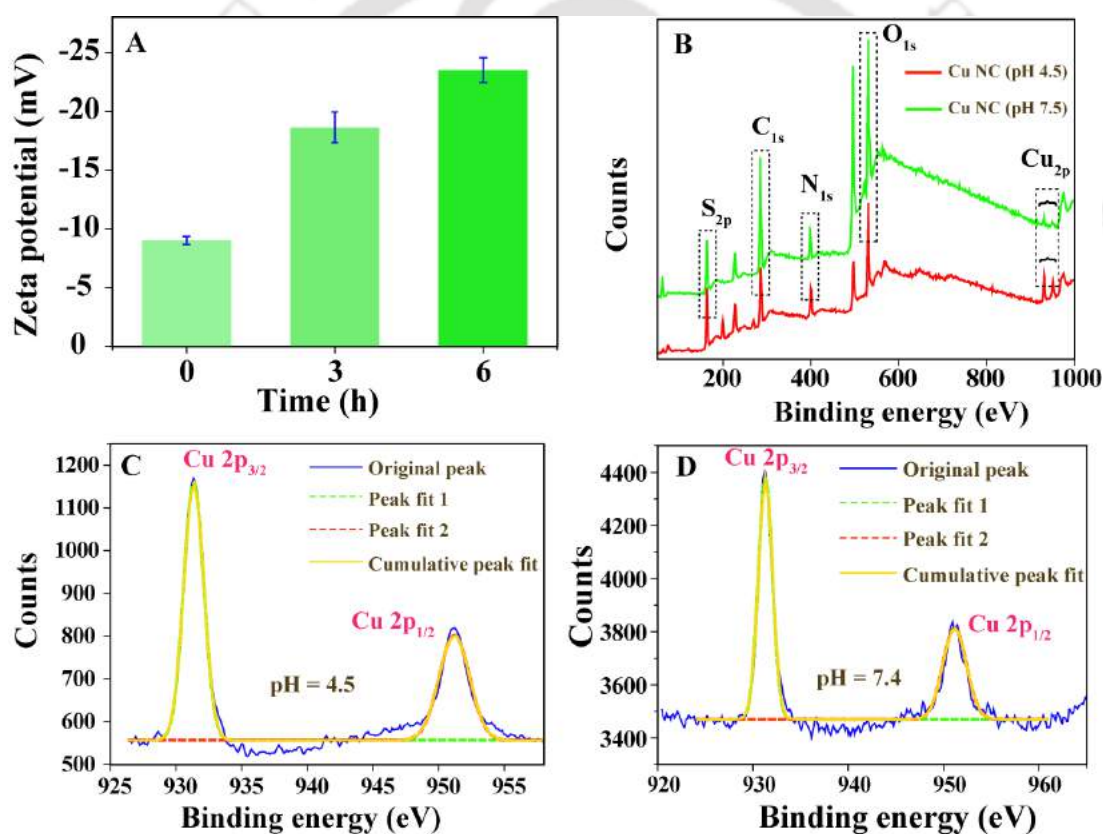 A
Zeta potential (mV)
-25
-20
-15
-10
-5
0
0 3 6
Time (h)
B
Counts
O1s
Cu NC (pH 4.5)
Cu NC (pH 7.5)
C1s
N1s
S2p
Cu2p
200 400 600 800 1000
Binding energy (eV)
C
Counts
1200
1100
1000
900
800
700
600
500
Cu 2p3/2
Original peak
Peak fit 1
Peak fit 2
Cumulative peak fit
Cu 2p1/2
pH = 4.5
925 930 935 940 945 950 955
Binding energy (eV)
D
Counts
4400
4200
4000
3800
3600
3400
Cu 2p3/2
Original peak
Peak fit 1
Peak fit 2
Cumulative peak fit
Cu 2p1/2
pH = 7.4
920 930 940 950 960
Binding energy (eV)